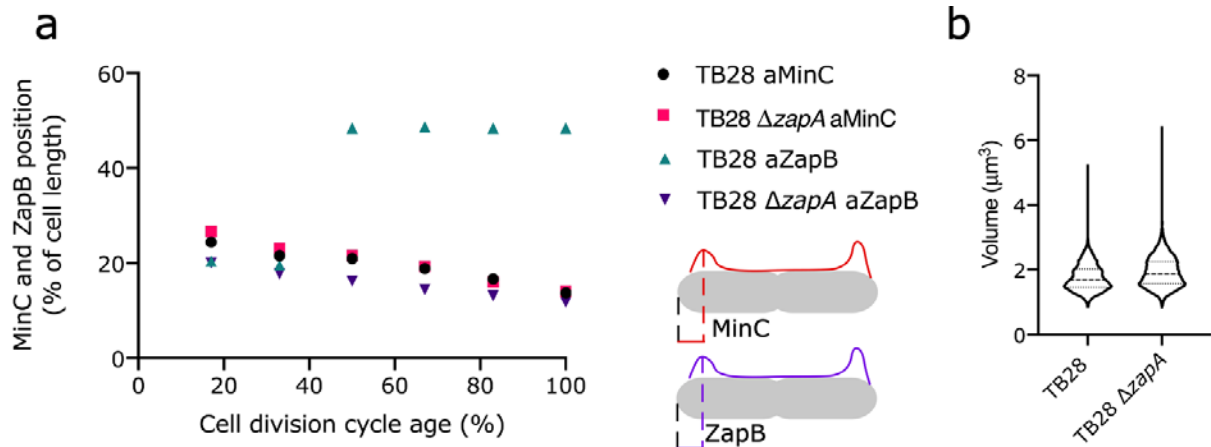 a
MinC and ZapB position
(% of cell length)
60
40
20
0
0 20 40 60 80 100
Cell division cycle age (%)
TB28 aMinC
TB28 ΔzapA aMinC
TB28 aZapB
TB28 ΔzapA aZapB
MinC
ZapB
b
Volume (μm³)
8
6
4
2
0
TB28
TB28 ΔzapA